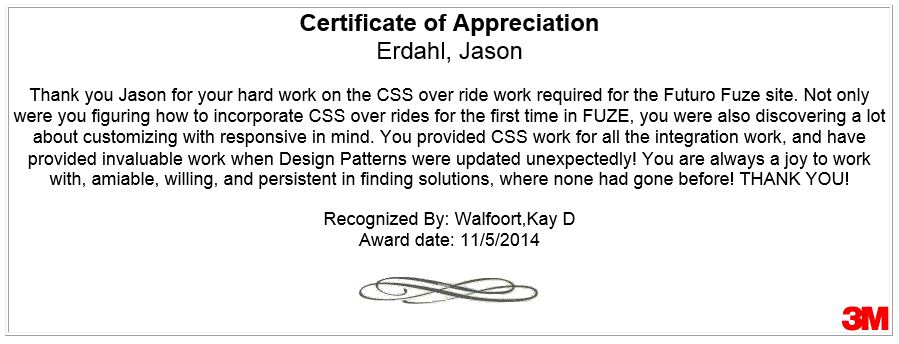 Certificate of Appreciation
Erdahl, Jason
Thank you Jason for your hard work on the CSS over ride work required for the Futuro Fuze site. Not only
were you figuring how to incorporate CSS over rides for the first time in FUZE, you were also discovering a lot
about customizing with responsive in mind. You provided CSS work for all the integration work, and have
provided invaluable work when Design Patterns were updated unexpectedly! You are always a joy to work
with, amiable, willing, and persistent in finding solutions, where none had gone before! THANK YOU!
Recognized By: Walfoort,Kay D
Award date: 11/5/2014
3M